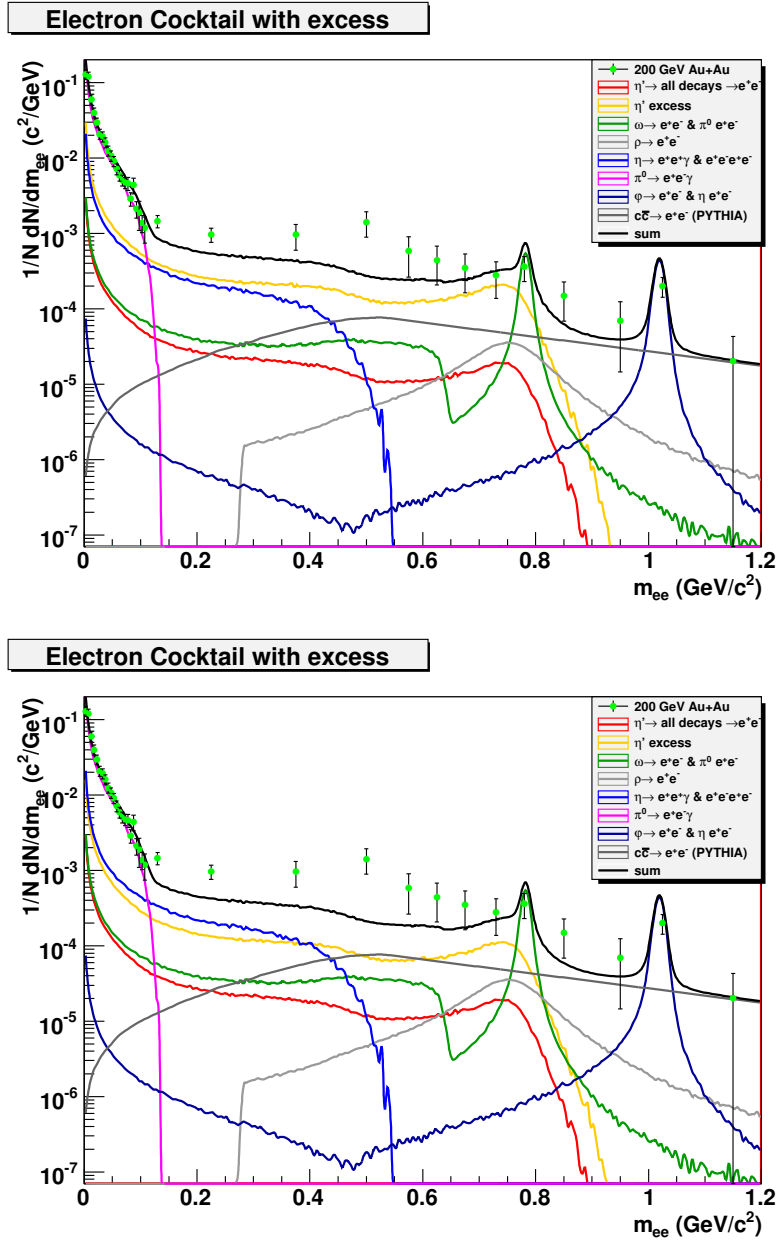 Electron Cocktail with excess
1/N dN/dm_ee (c²/GeV)
10⁻¹
10⁻²
10⁻³
10⁻⁴
10⁻⁵
10⁻⁶
10⁻⁷
200 GeV Au+Au
η'→ all decays →e⁺e⁻
η' excess
ω→ e⁺e⁻ & π⁰ e⁺e⁻
ρ→ e⁺e⁻
η→ e⁺e⁺γ & e⁺e⁻e⁺e⁻
π⁰→ e⁺e⁻γ
φ→ e⁺e⁻ & η e⁺e⁻
cc̅→ e⁺e⁻ (PYTHIA)
sum
0 0.2 0.4 0.6 0.8 1 1.2
m_ee (GeV/c²)
Electron Cocktail with excess
1/N dN/dm_ee (c²/GeV)
10⁻¹
10⁻²
10⁻³
10⁻⁴
10⁻⁵
10⁻⁶
10⁻⁷
200 GeV Au+Au
η'→ all decays →e⁺e⁻
η' excess
ω→ e⁺e⁻ & π⁰ e⁺e⁻
ρ→ e⁺e⁻
η→ e⁺e⁺γ & e⁺e⁻e⁺e⁻
π⁰→ e⁺e⁻γ
φ→ e⁺e⁻ & η e⁺e⁻
cc̅→ e⁺e⁻ (PYTHIA)
sum
0 0.2 0.4 0.6 0.8 1 1.2
m_ee (GeV/c²)